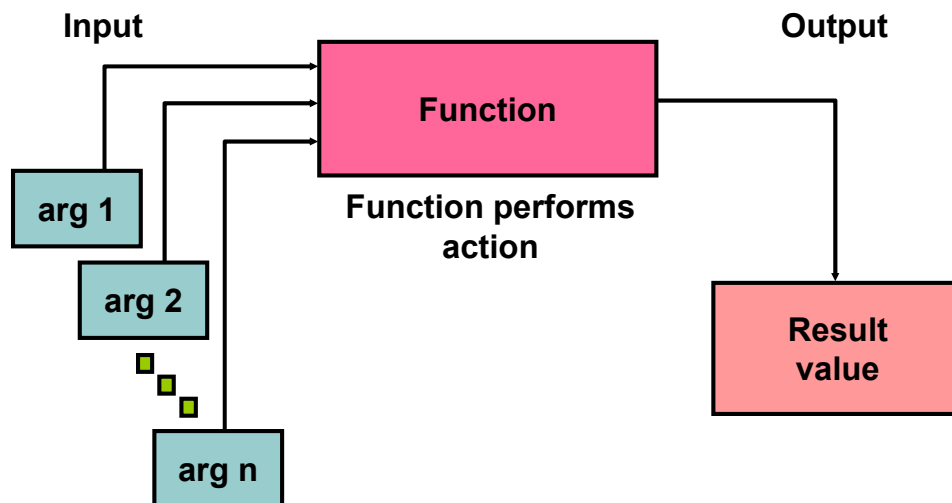 Input
Output
Function
arg 1
Function performs
action
arg 2
Result
value
arg n